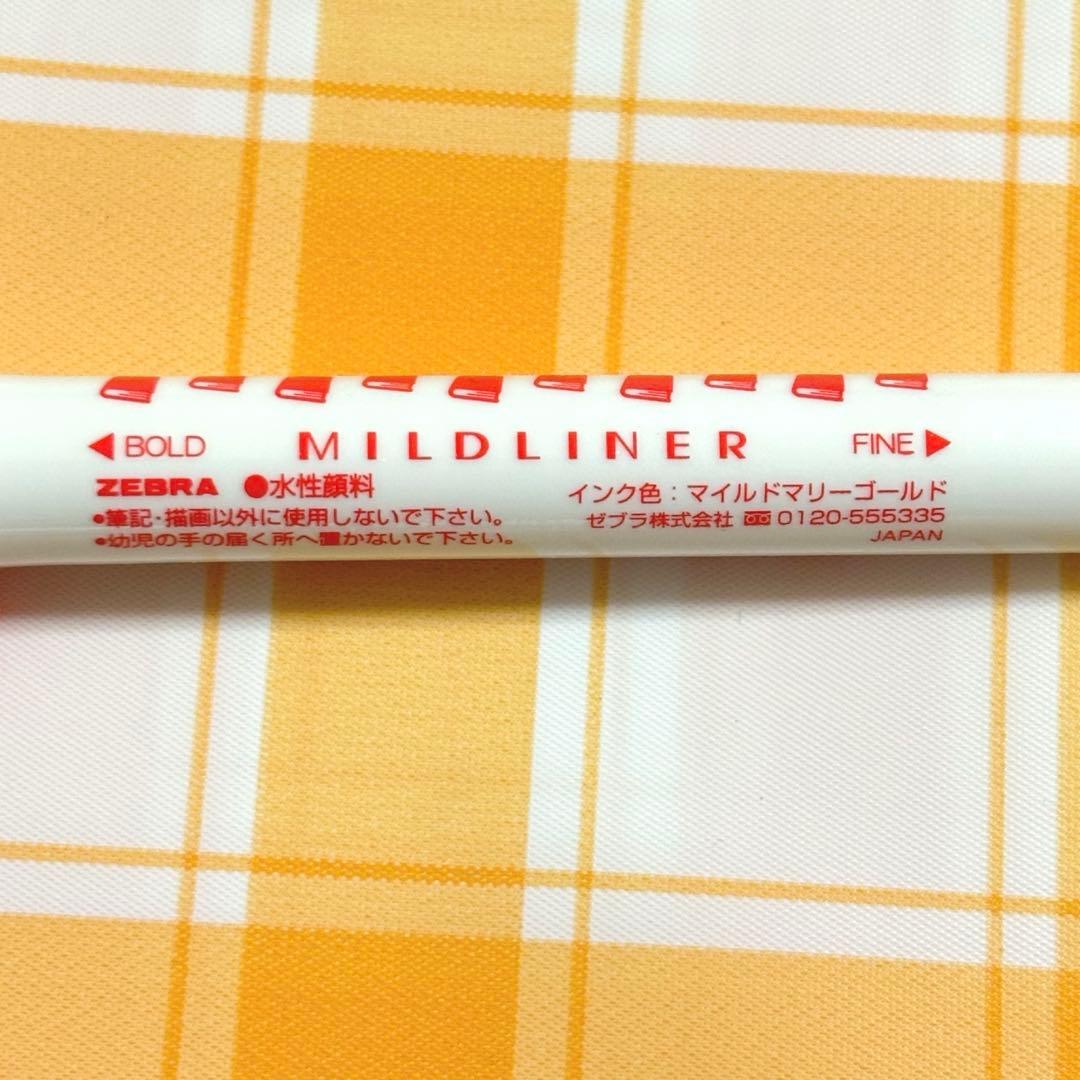 ◀ BOLD MILDLINER FINE ▶
ZEBRA ●水性顔料 インク色：マイルドマリーゴールド
•筆記・描画以外に使用しないで下さい。 ゼブラ株式会社 0120-555335
•幼児の手の届く所へ置かないで下さい。 JAPAN